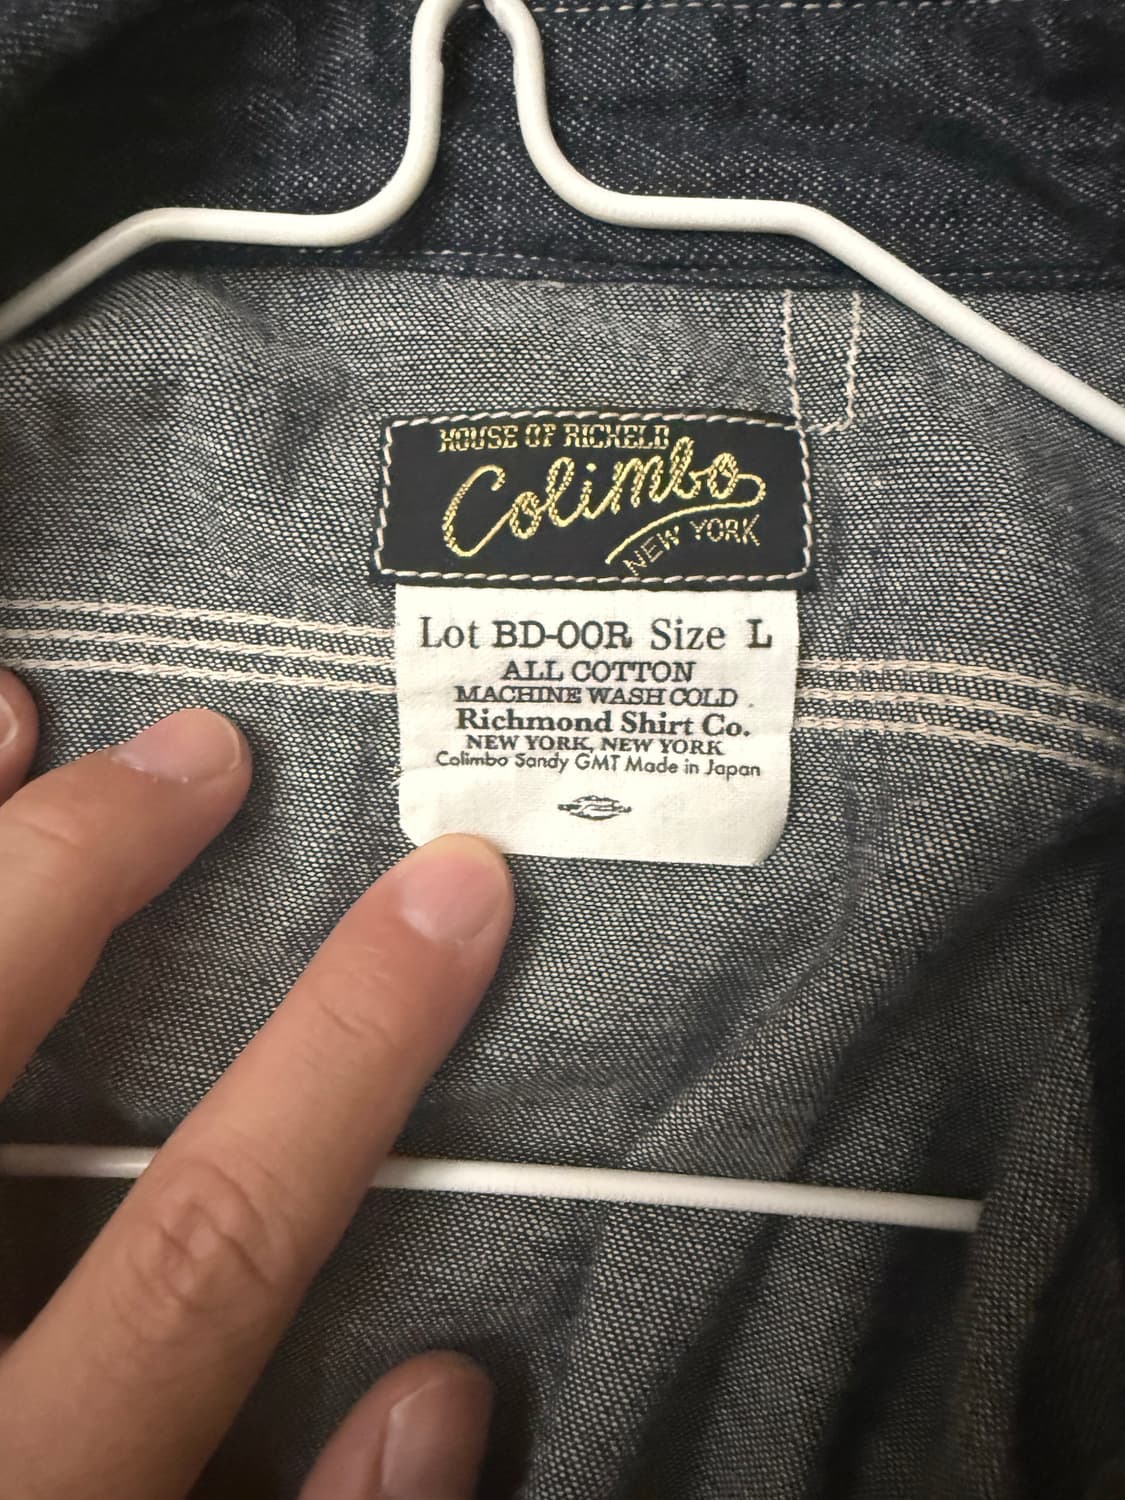 HOUSE OF RICHELD
Colimbo
NEW YORK
Lot BD-OOR Size L
ALL COTTON
MACHINE WASH COLD
Richmond Shirt Co.
NEW YORK, NEW YORK
Colimbo Sandy GMT Made in Japan